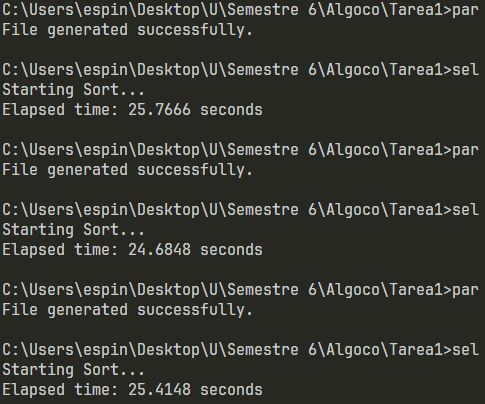 C:\Users\espin\Desktop\U\Semestre 6\Algoco\Tarea1>par
File generated successfully.
C:\Users\espin\Desktop\U\Semestre 6\Algoco\Tarea1>sel
Starting Sort...
Elapsed time: 25.7666 seconds
C:\Users\espin\Desktop\U\Semestre 6\Algoco\Tarea1>par
File generated successfully.
C:\Users\espin\Desktop\U\Semestre 6\Algoco\Tarea1>sel
Starting Sort...
Elapsed time: 24.6848 seconds
C:\Users\espin\Desktop\U\Semestre 6\Algoco\Tarea1>par
File generated successfully.
C:\Users\espin\Desktop\U\Semestre 6\Algoco\Tarea1>sel
Starting Sort...
Elapsed time: 25.4148 seconds